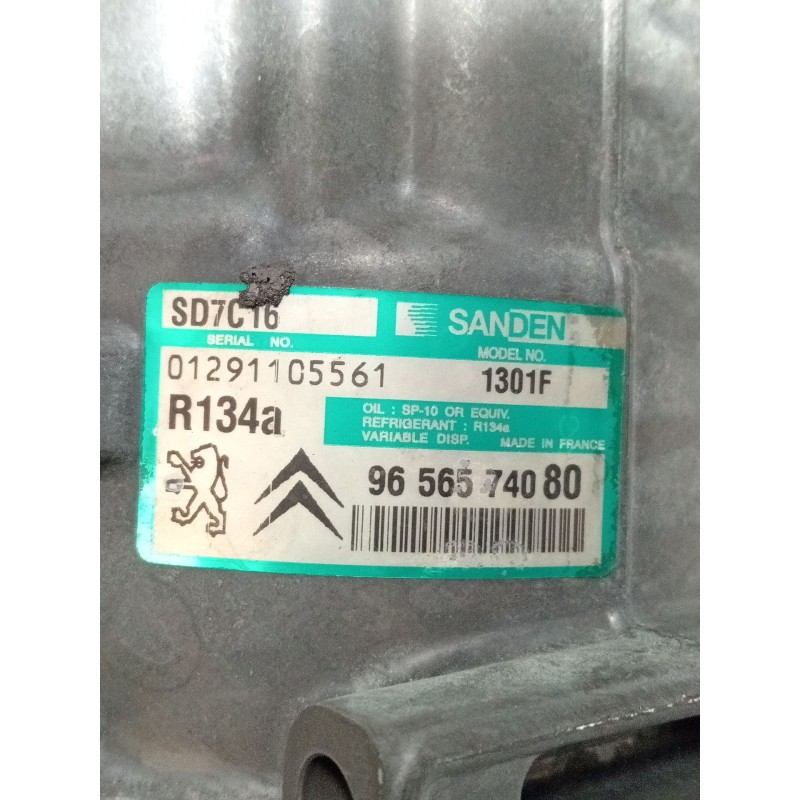 SD7C16
SANDEN
SERIAL NO.
MODEL NO.
01291105561
1301F
R134a
OIL : SP-10 OR EQUIV.
REFRIGERANT : R134a
VARIABLE DISP.
MADE IN FRANCE
96 565 740 80